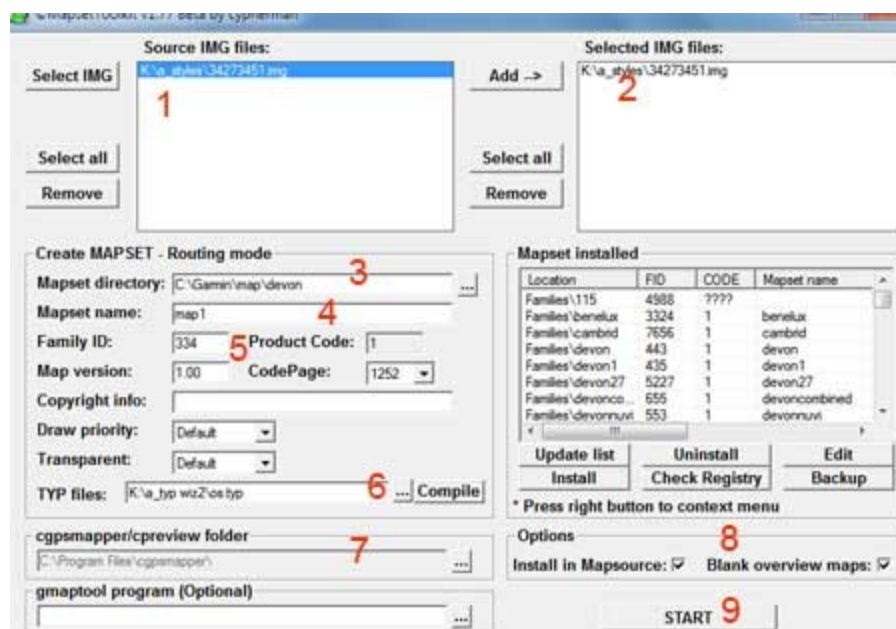 MapsetToolkit v1.77 Beta by cypherman
Source IMG files:
Selected IMG files:
Select IMG
K:\a_styles\34273451.img
1
Add -->
K:\a_styles\34273451.img
2
Select all
Remove
Select all
Remove
Create MAPSET - Routing mode
Mapset directory: C:\Garmin\map\devon ... 3
Mapset name: map1 4
Family ID: 334 5 Product Code: 1
Map version: 1.00 CodePage: 1252
Copyright info:
Draw priority: Default
Transparent: Default
TYP files: K:\a_typ wiz2\os.typ 6 ... Compile
Mapset installed
Location FID CODE Mapset name
Families\115 4988 ????
Families\benelux 3324 1 benelux
Families\cambrid 7656 1 cambrid
Families\devon 443 1 devon
Families\devon1 435 1 devon1
Families\devon27 5227 1 devon27
Families\devonco... 655 1 devoncombined
Families\devonnuvi 553 1 devonnuvi
Update list Uninstall Edit
Install Check Registry Backup
* Press right button to context menu
cgpsmapper/cpreview folder
C:\Program Files\cgpsmapper\ 7 ...
Options 8
Install in Mapsource: Blank overview maps:
gmaptool program (Optional)
...
START 9